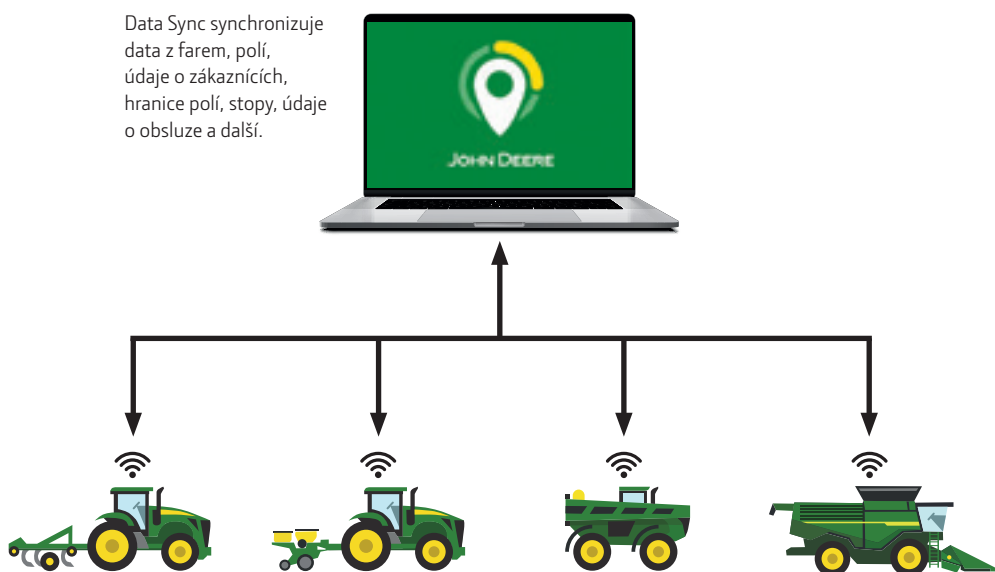 Data Sync synchronizuje
data z farem, polí,
údaje o zákaznících,
hranice polí, stopy, údaje
o obsluze a další.
JOHN DEERE